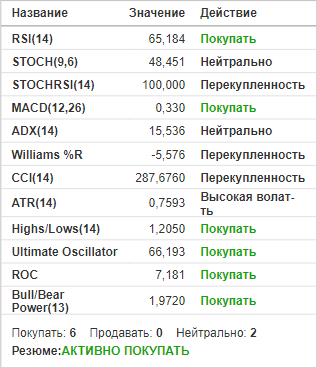 Название Значение Действие
RSI(14) 65,184 Покупать
STOCH(9,6) 48,451 Нейтрально
STOCHRSI(14) 100,000 Перекупленность
MACD(12,26) 0,330 Покупать
ADX(14) 15,536 Нейтрально
Williams %R -5,576 Перекупленность
CCI(14) 287,6760 Перекупленность
ATR(14) 0,7593 Высокая волат-
ть
Highs/Lows(14) 1,2050 Покупать
Ultimate Oscillator 66,193 Покупать
ROC 7,181 Покупать
Bull/Bear
Power(13) 1,9720 Покупать
Покупать: 6 Продавать: 0 Нейтрально: 2
Резюме:АКТИВНО ПОКУПАТЬ